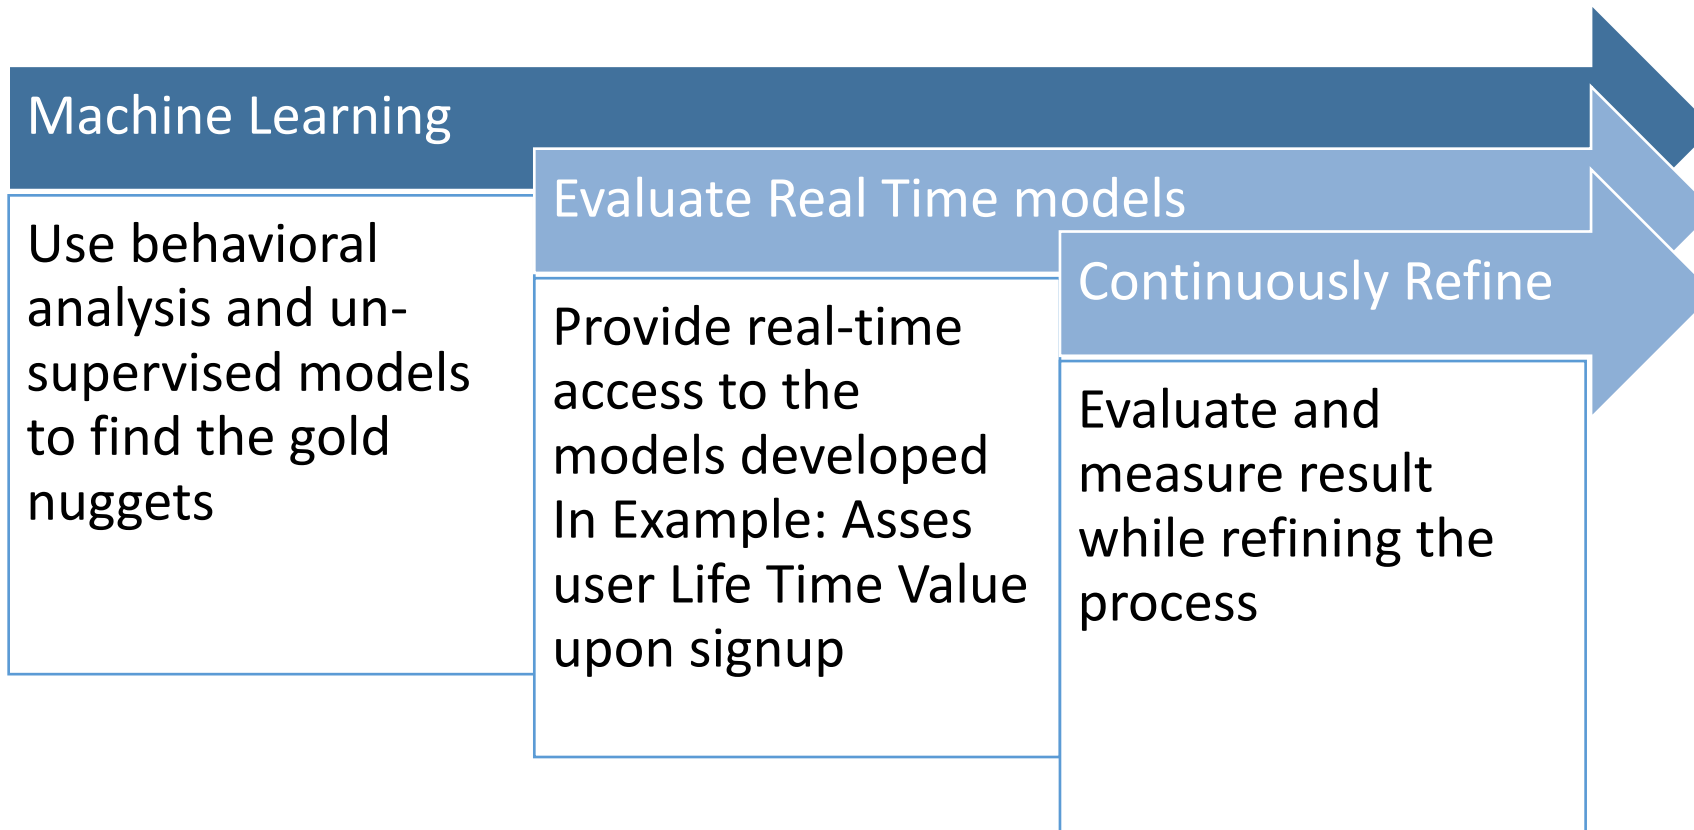 Machine Learning
Use behavioral
analysis and un-
supervised models
to find the gold
nuggets
Evaluate Real Time models
Provide real-time
access to the
models developed
In Example: Asses
user Life Time Value
upon signup
Continuously Refine
Evaluate and
measure result
while refining the
process